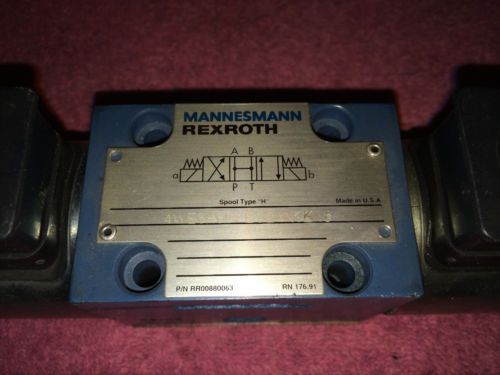 MANNESMANN
REXROTH
A B
a b
P T
Spool Type "H" Made in U.S.A
P/N RR00880063 RN 176.91